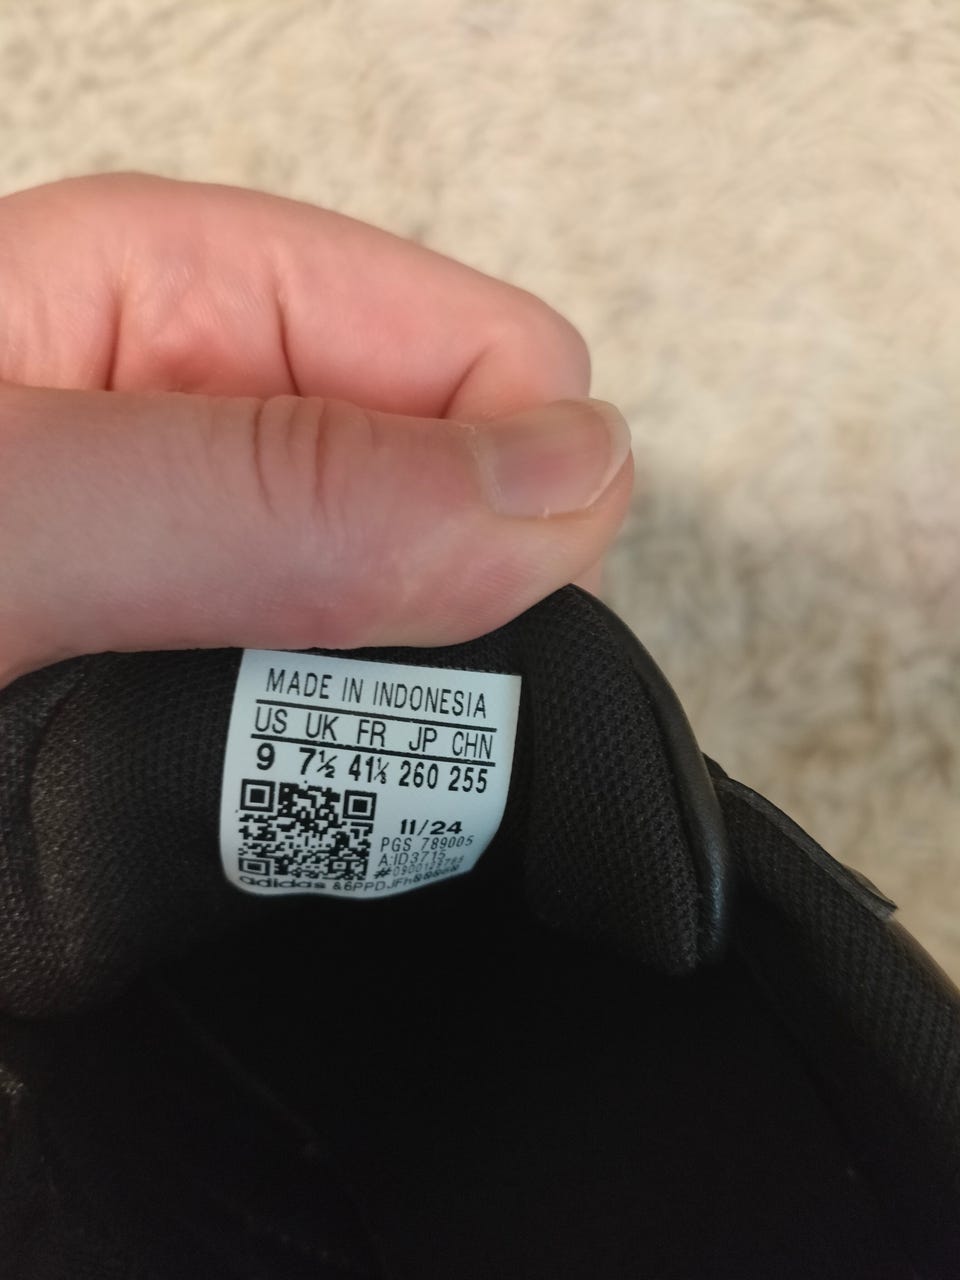 MADE IN INDONESIA
US UK FR JP CHN
9 7½ 41⅓ 260 255
11/24
PGS 789005
adidas